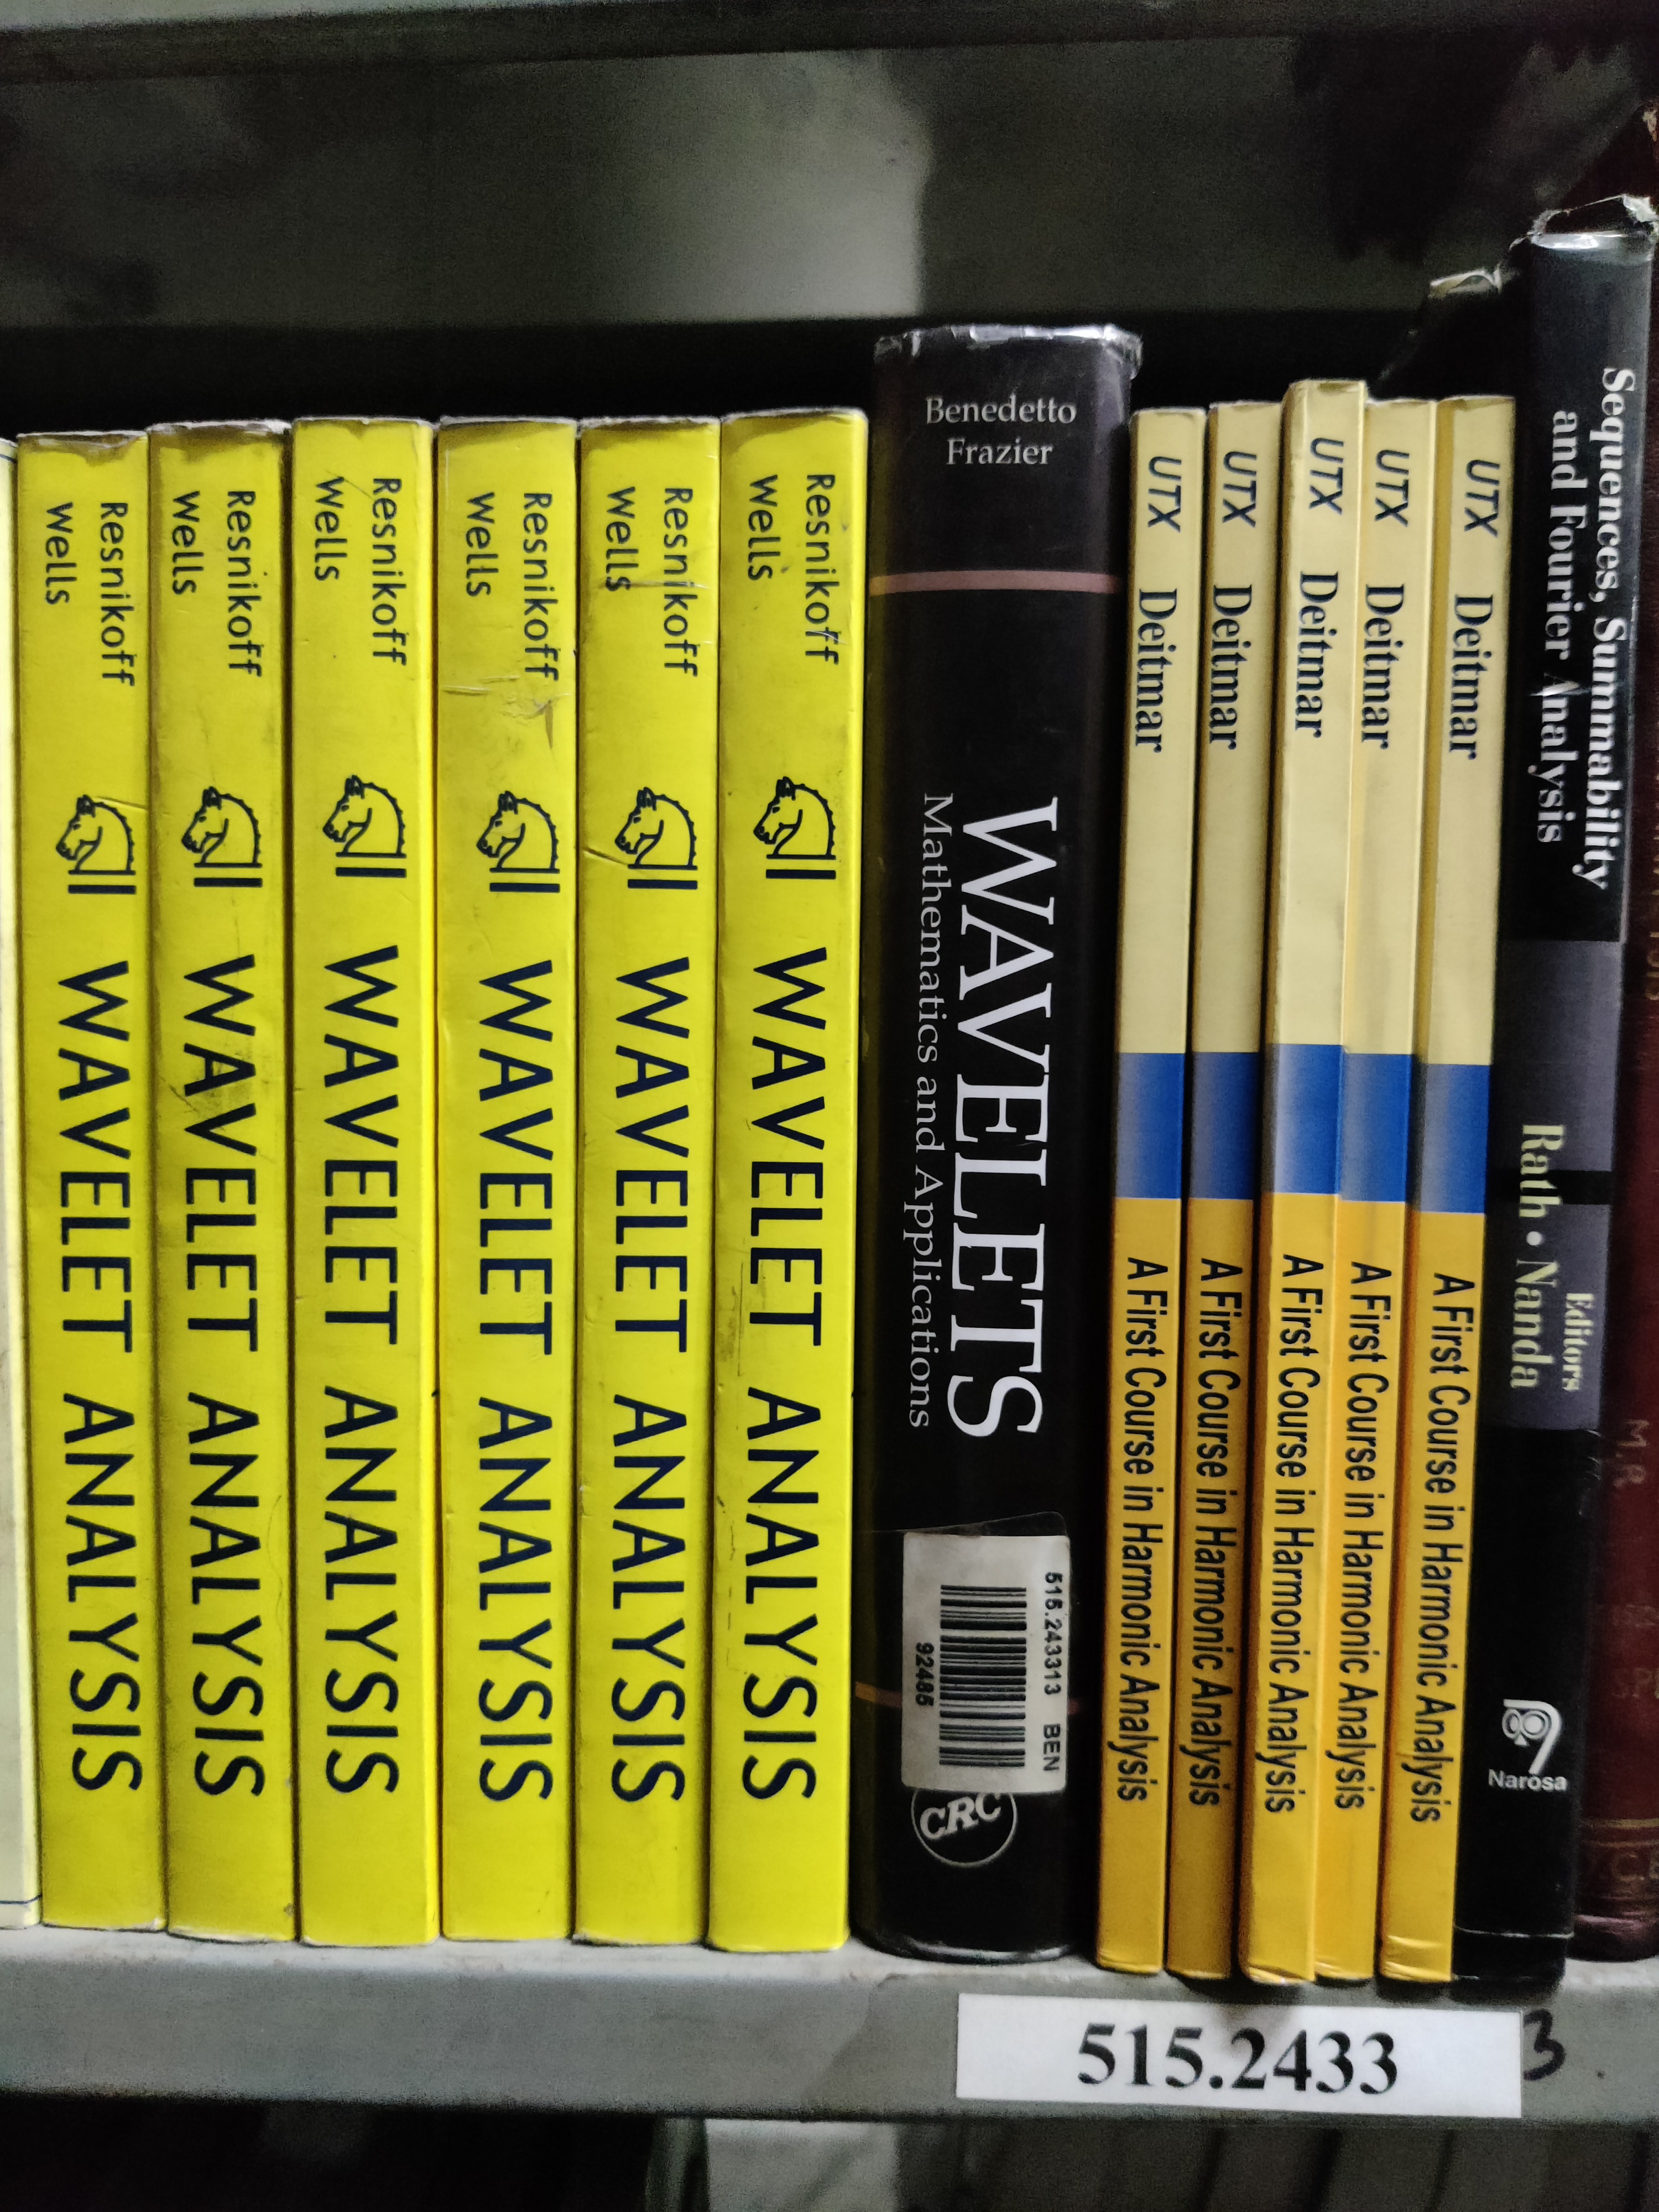 Resnikoff
Wells
WAVELET ANALYSIS
Resnikoff
Wells
WAVELET ANALYSIS
Resnikoff
Wells
WAVELET ANALYSIS
Resnikoff
Wells
WAVELET ANALYSIS
Resnikoff
Wells
WAVELET ANALYSIS
Resnikoff
Wells
WAVELET ANALYSIS
Benedetto
Frazier
WAVELETS
Mathematics and Applications
515.243313 BEN
92485
CRC
UTX Deitmar A First Course in Harmonic Analysis
UTX Deitmar A First Course in Harmonic Analysis
UTX Deitmar A First Course in Harmonic Analysis
UTX Deitmar A First Course in Harmonic Analysis
UTX Deitmar A First Course in Harmonic Analysis
Sequences, Summability
and Fourier Analysis
Editors
Rath • Nanda
Narosa
M.R.
515.2433
3